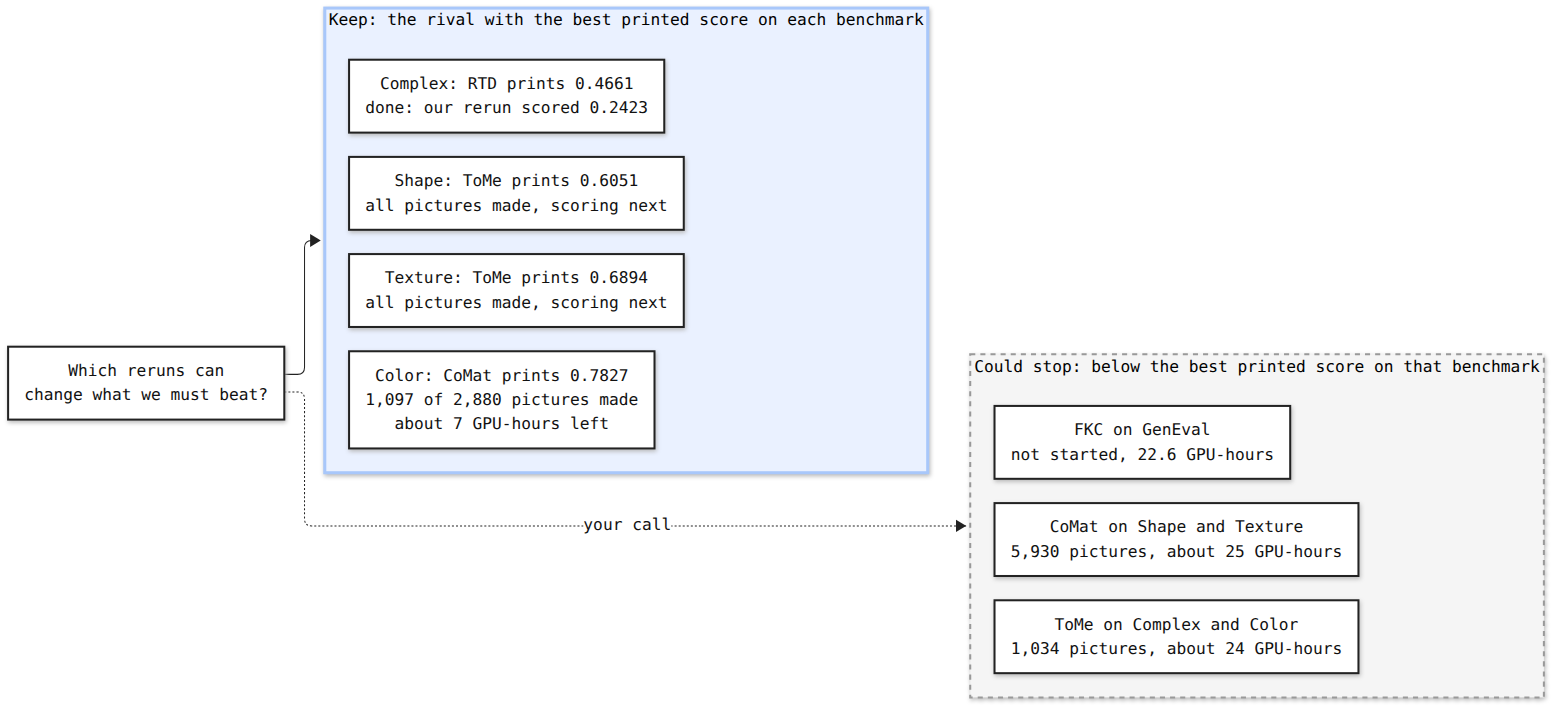 Keep: the rival with the best printed score on each benchmark
Complex: RTD prints 0.4661
done: our rerun scored 0.2423
Shape: ToMe prints 0.6051
all pictures made, scoring next
Texture: ToMe prints 0.6894
all pictures made, scoring next
Color: CoMat prints 0.7827
1,097 of 2,880 pictures made
about 7 GPU-hours left
Which reruns can
change what we must beat?
your call
Could stop: below the best printed score on that benchmark
FKC on GenEval
not started, 22.6 GPU-hours
CoMat on Shape and Texture
5,930 pictures, about 25 GPU-hours
ToMe on Complex and Color
1,034 pictures, about 24 GPU-hours